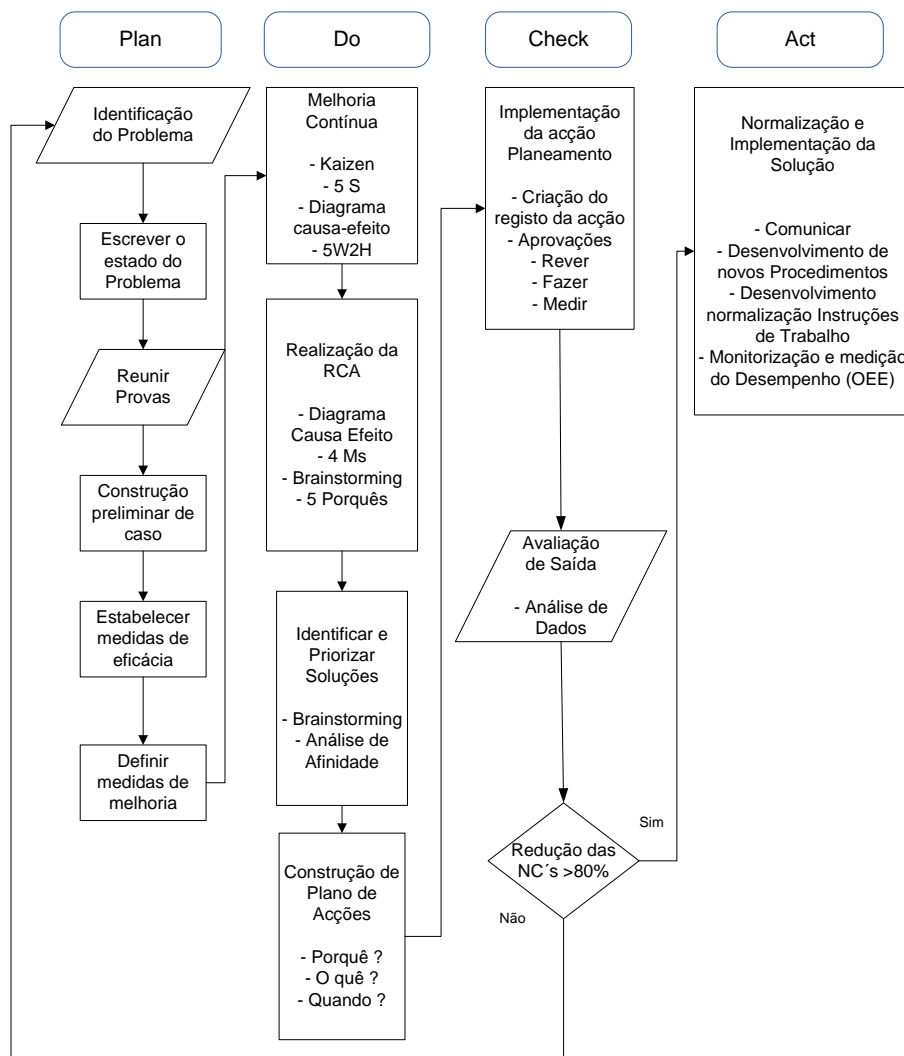 Plan
Do
Check
Act
Identificação
do Problema
Escrever o
estado do
Problema
Reunir
Provas
Construção
preliminar de
caso
Estabelecer
medidas de
eficácia
Definir
medidas de
melhoria
Melhoria
Contínua
- Kaizen
- 5 S
- Diagrama
causa-efeito
- 5W2H
Realização da
RCA
- Diagrama
Causa Efeito
- 4 Ms
- Brainstorming
- 5 Porquês
Identificar e
Priorizar
Soluções
- Brainstorming
- Análise de
Afinidade
Construção de
Plano de
Acções
- Porquê ?
- O quê ?
- Quando ?
Implementação
da acção
Planeamento
- Criação do
registo da acção
- Aprovações
- Rever
- Fazer
- Medir
Avaliação
de Saída
- Análise de
Dados
Redução das
NC´s >80%
Sim
Não
Normalização e
Implementação da
Solução
- Comunicar
- Desenvolvimento de
novos Procedimentos
- Desenvolvimento
normalização Instruções
de Trabalho
- Monitorização e medição
do Desempenho (OEE)